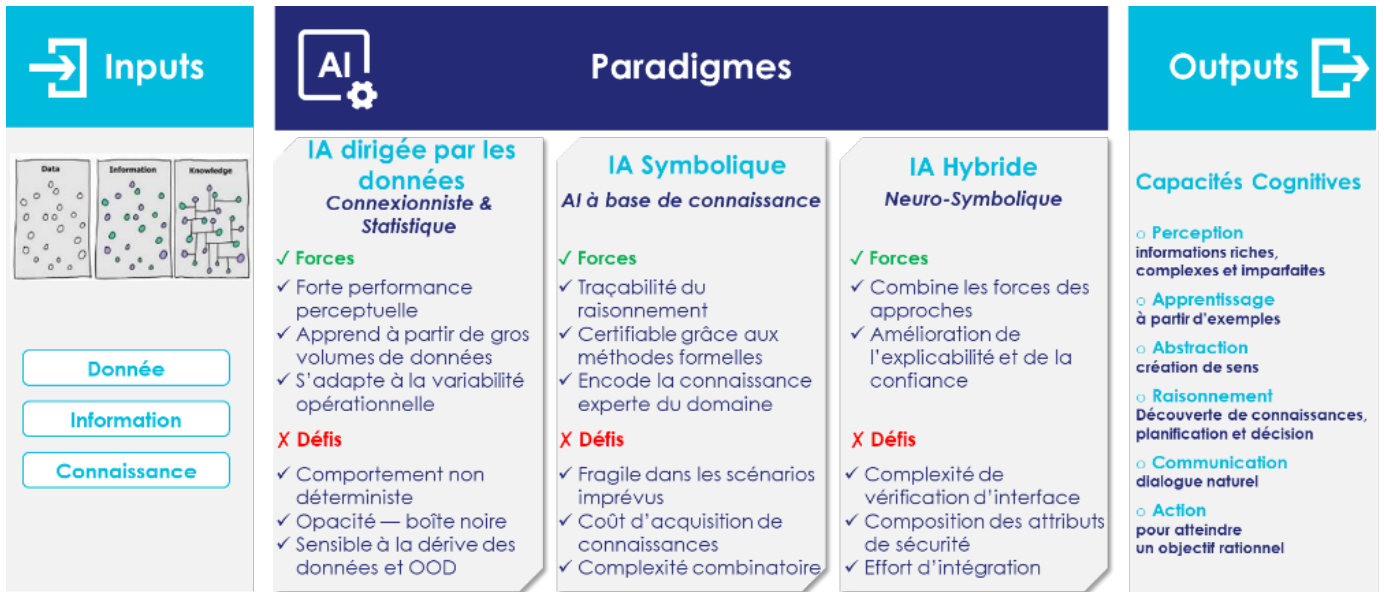 Inputs
Data
Information
Knowledge
Donnée
Information
Connaissance
AI
Paradigmes
IA dirigée par les
données
Connexionniste &
Statistique
✓ Forces
✓ Forte performance
perceptuelle
✓ Apprend à partir de gros
volumes de données
✓ S'adapte à la variabilité
opérationnelle
✗ Défis
✓ Comportement non
déterministe
✓ Opacité — boîte noire
✓ Sensible à la dérive des
données et OOD
IA Symbolique
AI à base de connaissance
✓ Forces
✓ Traçabilité du
raisonnement
✓ Certifiable grâce aux
méthodes formelles
✓ Encode la connaissance
experte du domaine
✗ Défis
✓ Fragile dans les scénarios
imprévus
✓ Coût d'acquisition de
connaissances
✓ Complexité combinatoire
IA Hybride
Neuro-Symbolique
✓ Forces
✓ Combine les forces des
approches
✓ Amélioration de
l'explicabilité et de la
confiance
✗ Défis
✓ Complexité de
vérification d'interface
✓ Composition des attributs
de sécurité
✓ Effort d'intégration
Outputs
Capacités Cognitives
○ Perception
informations riches,
complexes et imparfaites
○ Apprentissage
à partir d'exemples
○ Abstraction
création de sens
○ Raisonnement
Découverte de connaissances,
planification et décision
○ Communication
dialogue naturel
○ Action
pour atteindre
un objectif rationnel